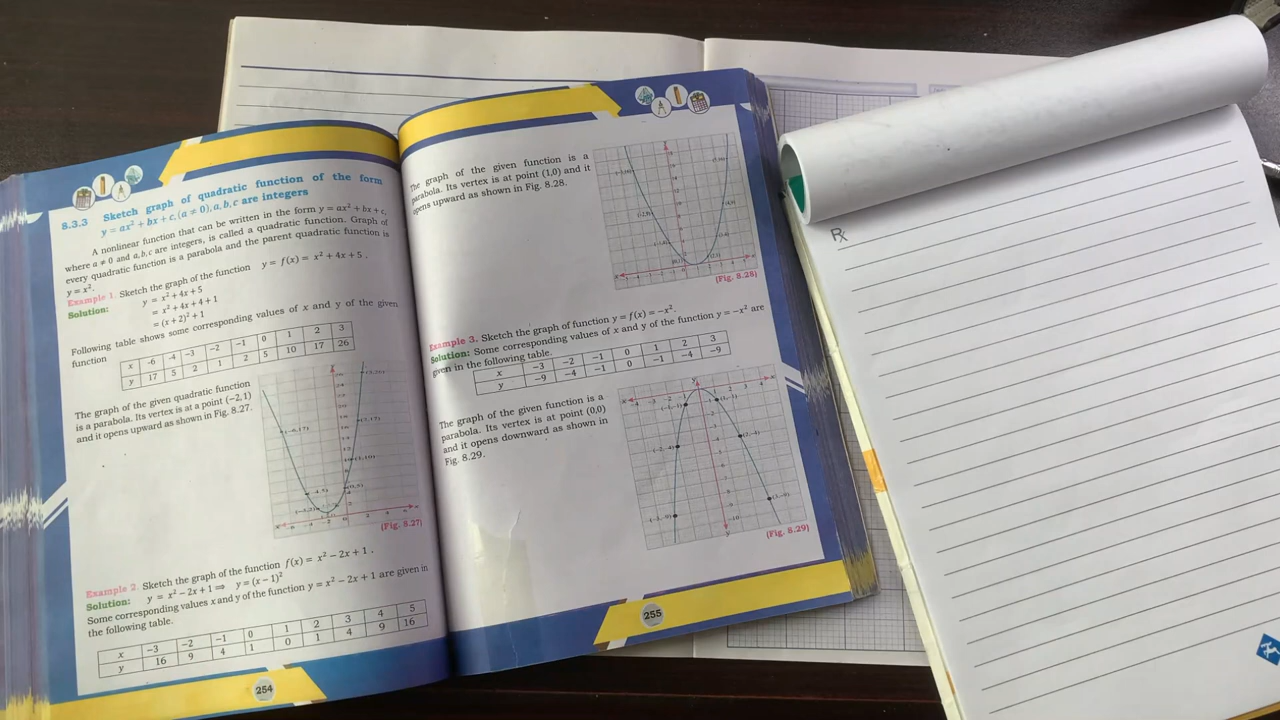 8.3.3 Sketch graph of quadratic function of the form
y = ax² + bx + c, (a ≠ 0), a, b, c are integers
A nonlinear function that can be written in the form y = ax² + bx + c,
where a ≠ 0 and a, b, c are integers, is called a quadratic function. Graph of
every quadratic function is a parabola and the parent quadratic function is
y = x².
Example 1. Sketch the graph of the function y = f(x) = x² + 4x + 5 .
Solution: y = x² + 4x + 5
= x² + 4x + 4 + 1
= (x + 2)² + 1
Following table shows some corresponding values of x and y of the given
function
x -6 -4 -3 -2 -1 0 1 2 3
y 17 5 2 1 2 5 10 17 26
The graph of the given quadratic function
is a parabola. Its vertex is at a point (−2,1)
and it opens upward as shown in Fig. 8.27.
(Fig. 8.27)
Example 2. Sketch the graph of the function f(x) = x² − 2x + 1 .
Solution: y = x² − 2x + 1 ⇒ y = (x − 1)²
Some corresponding values x and y of the function y = x² − 2x + 1 are given in
the following table.
x −3 −2 −1 0 1 2 3 4 5
y 16 9 4 1 0 1 4 9 16
254
The graph of the given function is a
parabola. Its vertex is at point (1,0) and it
opens upward as shown in Fig. 8.28.
(Fig. 8.28)
Example 3. Sketch the graph of function y = f(x) = −x².
Solution: Some corresponding values of x and y of the function y = −x² are
given in the following table.
x −3 −2 −1 0 1 2 3
y −9 −4 −1 0 −1 −4 −9
The graph of the given function is a
parabola. Its vertex is at point (0,0)
and it opens downward as shown in
Fig. 8.29.
(Fig. 8.29)
255
Rx